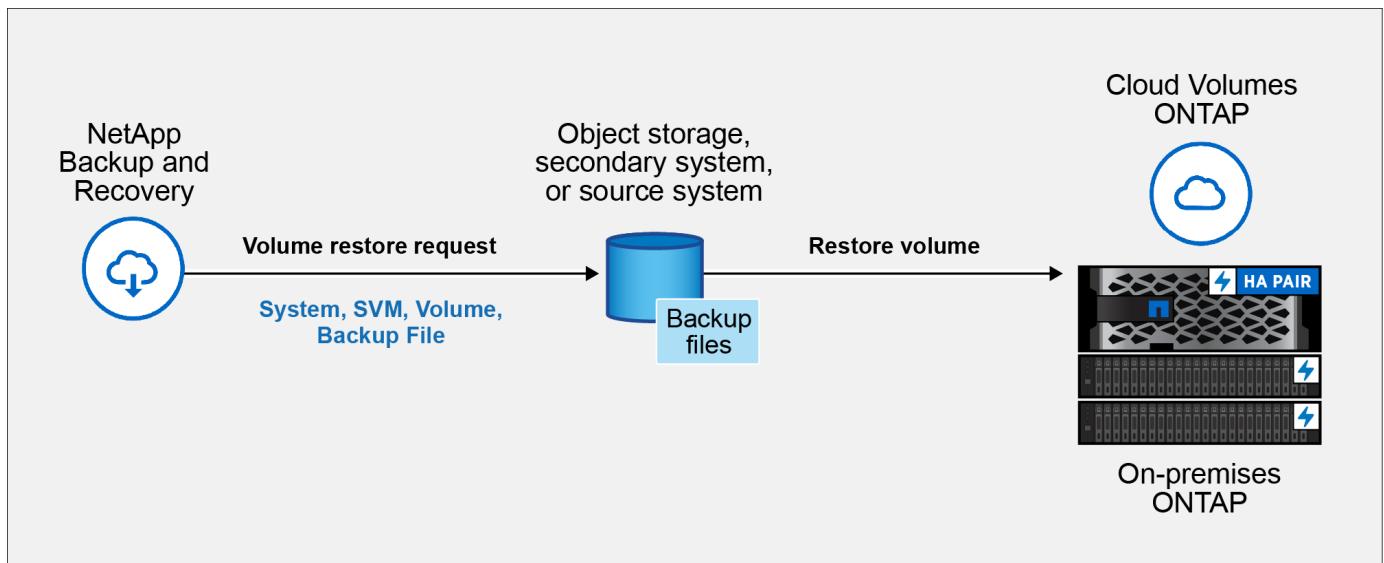 NetApp
Backup and
Recovery
Volume restore request
System, SVM, Volume,
Backup File
Object storage,
secondary system,
or source system
Backup
files
Restore volume
Cloud Volumes
ONTAP
HA PAIR
On-premises
ONTAP